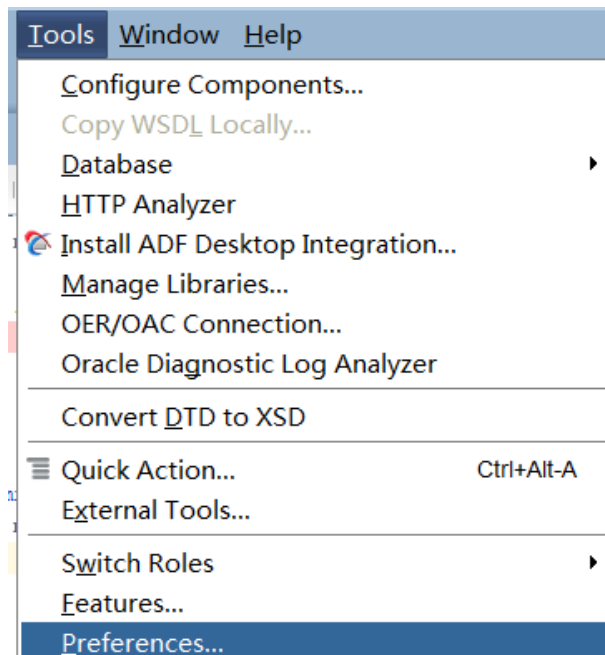 Tools Window Help
Configure Components...
Copy WSDL Locally...
Database
HTTP Analyzer
Install ADF Desktop Integration...
Manage Libraries...
OER/OAC Connection...
Oracle Diagnostic Log Analyzer
Convert DTD to XSD
Quick Action... Ctrl+Alt-A
External Tools...
Switch Roles
Features...
Preferences...